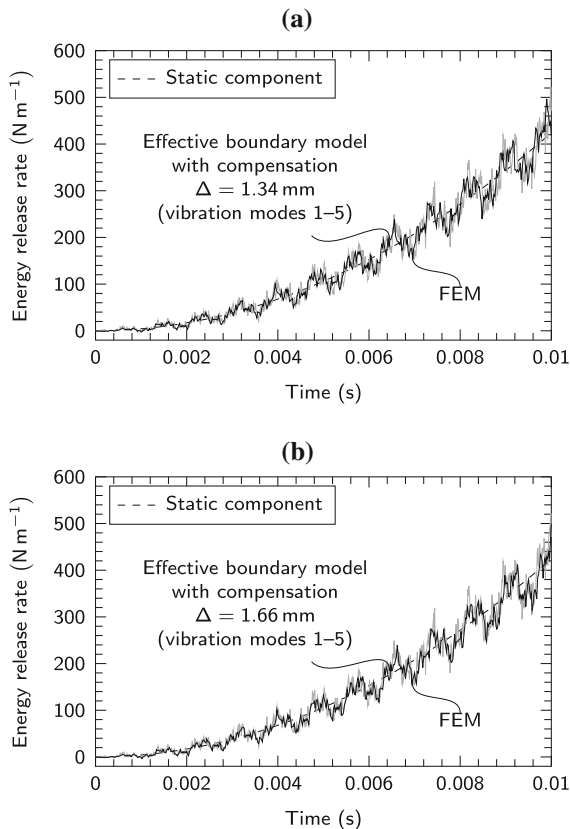 (a)
600
500
400
300
200
100
0
Energy release rate (N m⁻¹)
Static component
Effective boundary model
with compensation
Δ = 1.34 mm
(vibration modes 1–5)
FEM
0 0.002 0.004 0.006 0.008 0.01
Time (s)
(b)
600
500
400
300
200
100
0
Energy release rate (N m⁻¹)
Static component
Effective boundary model
with compensation
Δ = 1.66 mm
(vibration modes 1–5)
FEM
0 0.002 0.004 0.006 0.008 0.01
Time (s)